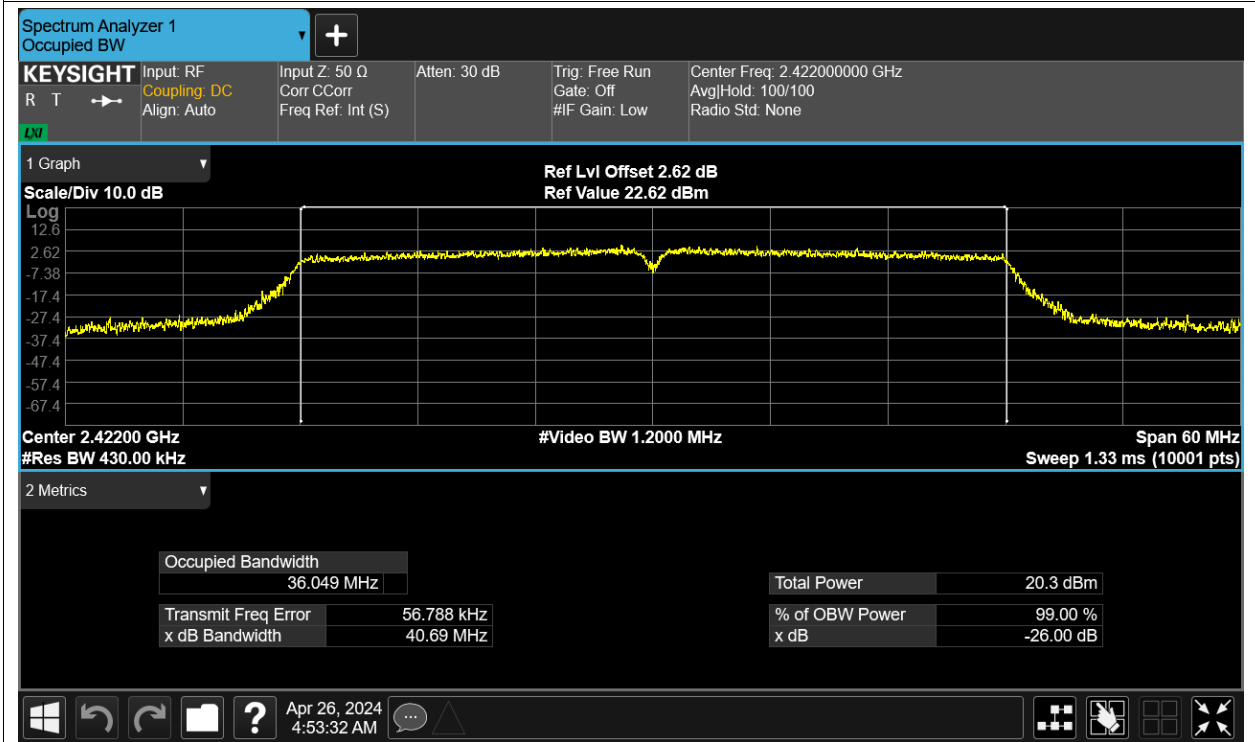 Spectrum Analyzer 1
Occupied BW
KEYSIGHT
R T
LXI
Input: RF
Coupling: DC
Align: Auto
Input Z: 50 Ω
Corr CCorr
Freq Ref: Int (S)
Atten: 30 dB
Trig: Free Run
Gate: Off
#IF Gain: Low
Center Freq: 2.422000000 GHz
Avg|Hold: 100/100
Radio Std: None
1 Graph
Scale/Div 10.0 dB
Ref Lvl Offset 2.62 dB
Ref Value 22.62 dBm
Log
12.6
2.62
-7.38
-17.4
-27.4
-37.4
-47.4
-57.4
-67.4
Center 2.42200 GHz
#Res BW 430.00 kHz
#Video BW 1.2000 MHz
Span 60 MHz
Sweep 1.33 ms (10001 pts)
2 Metrics
Occupied Bandwidth
36.049 MHz
Transmit Freq Error 56.788 kHz
x dB Bandwidth 40.69 MHz
Total Power 20.3 dBm
% of OBW Power 99.00 %
x dB -26.00 dB
?
Apr 26, 2024
4:53:32 AM